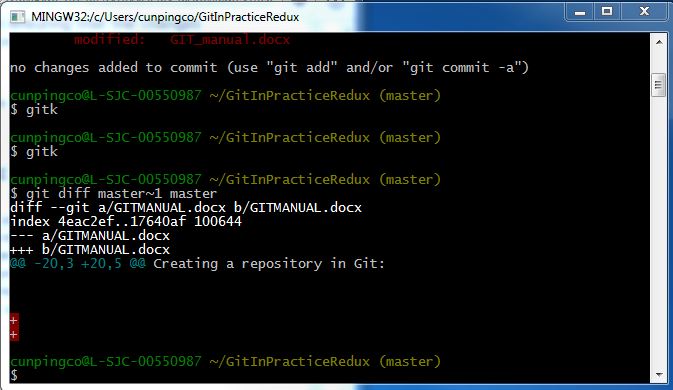 MINGW32:/c/Users/cunpingco/GitInPracticeRedux
modified:   GIT_manual.docx
no changes added to commit (use "git add" and/or "git commit -a")
cunpingco@L-SJC-00550987 ~/GitInPracticeRedux (master)
$ gitk
cunpingco@L-SJC-00550987 ~/GitInPracticeRedux (master)
$ gitk
cunpingco@L-SJC-00550987 ~/GitInPracticeRedux (master)
$ git diff master~1 master
diff --git a/GITMANUAL.docx b/GITMANUAL.docx
index 4eac2ef..17640af 100644
--- a/GITMANUAL.docx
+++ b/GITMANUAL.docx
@@ -20,3 +20,5 @@ Creating a repository in Git:
+
+
cunpingco@L-SJC-00550987 ~/GitInPracticeRedux (master)
$